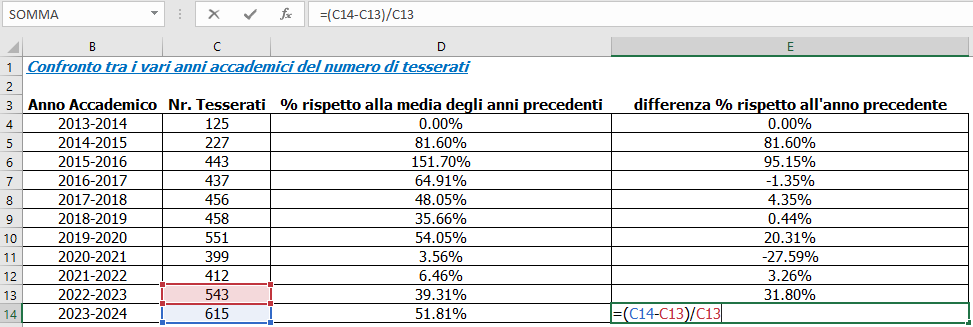 SOMMA =(C14-C13)/C13
B C D E
1 Confronto tra i vari anni accademici del numero di tesserati
2
3 Anno Accademico Nr. Tesserati % rispetto alla media degli anni precedenti differenza % rispetto all'anno precedente
4 2013-2014 125 0.00% 0.00%
5 2014-2015 227 81.60% 81.60%
6 2015-2016 443 151.70% 95.15%
7 2016-2017 437 64.91% -1.35%
8 2017-2018 456 48.05% 4.35%
9 2018-2019 458 35.66% 0.44%
10 2019-2020 551 54.05% 20.31%
11 2020-2021 399 3.56% -27.59%
12 2021-2022 412 6.46% 3.26%
13 2022-2023 543 39.31% 31.80%
14 2023-2024 615 51.81% =(C14-C13)/C13